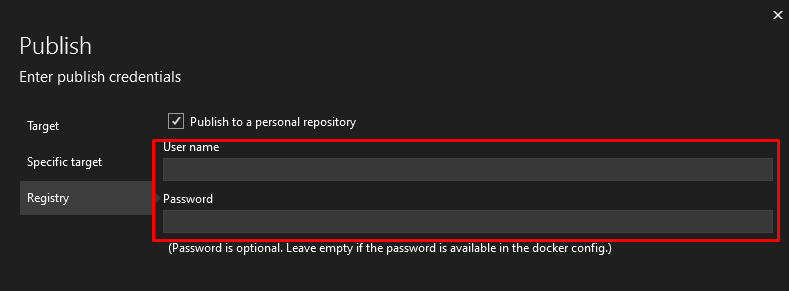 Publish
Enter publish credentials
Target
Publish to a personal repository
User name
Specific target
Registry
Password
(Password is optional. Leave empty if the password is available in the docker config.)